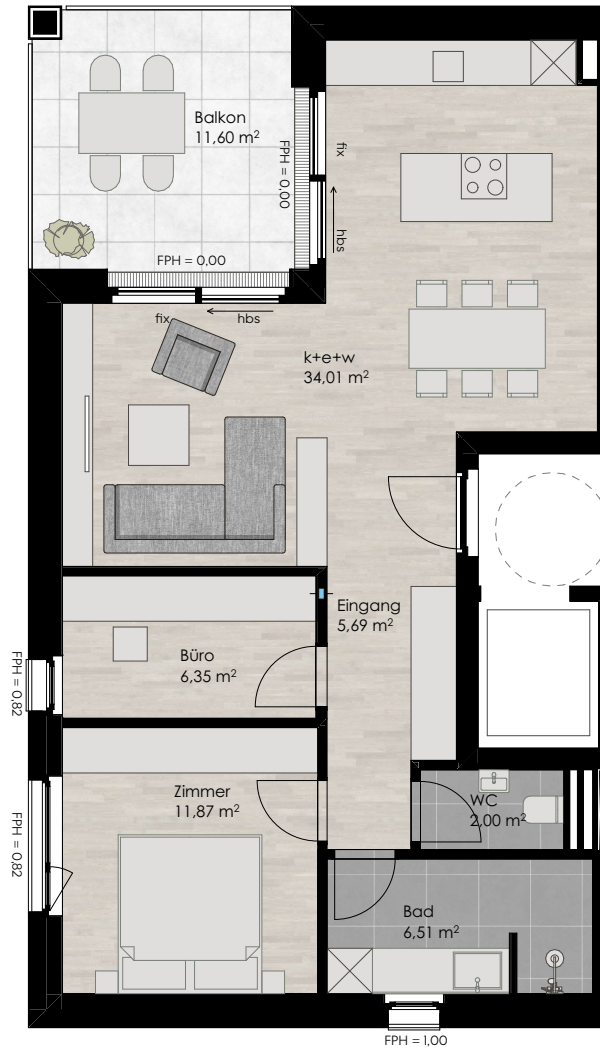 Balkon
11,60 m²
FPH = 0,00
fix
hbs
FPH = 0,00
fix
hbs
k+e+w
34,01 m²
Eingang
5,69 m²
Büro
6,35 m²
FPH = 0,82
Zimmer
11,87 m²
WC
2,00 m²
FPH = 0,82
Bad
6,51 m²
FPH = 1,00